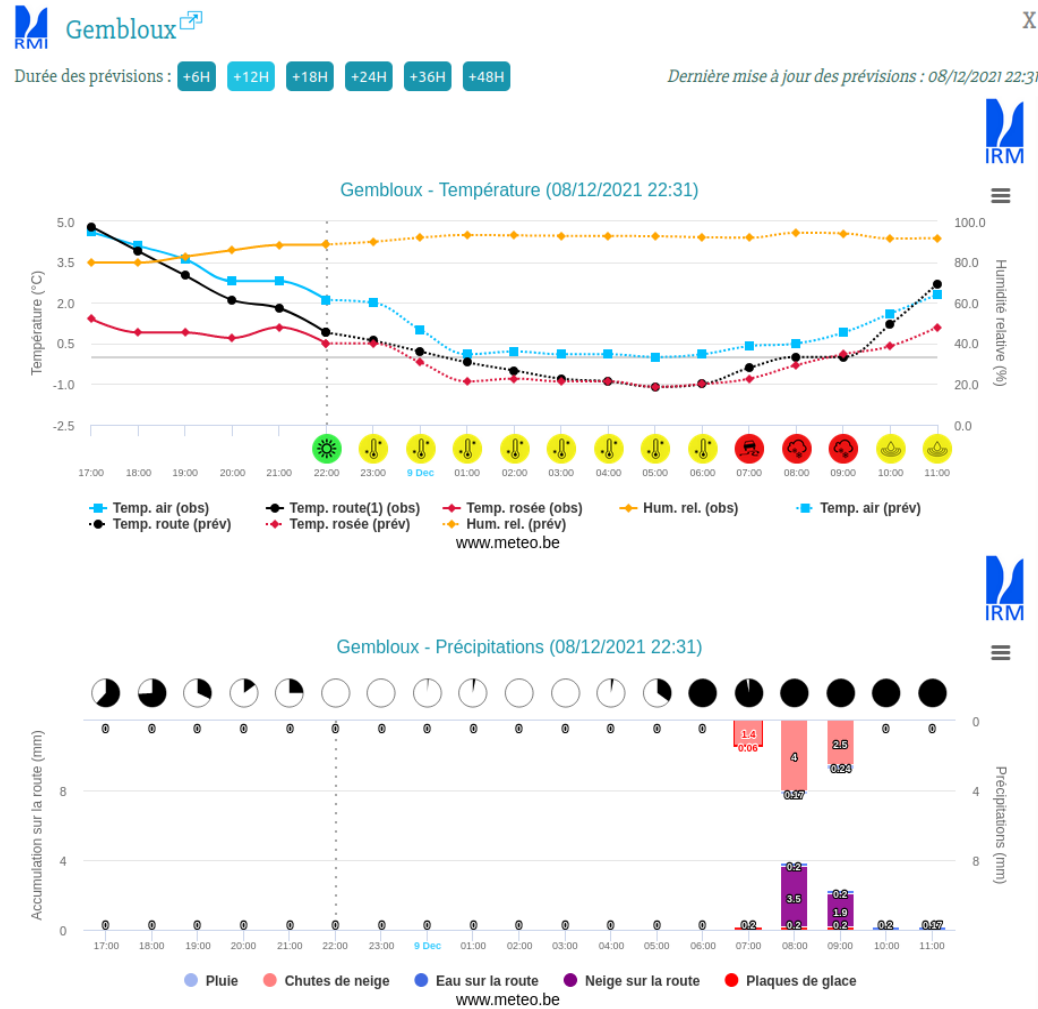 RMI
Gembloux
X
Durée des prévisions : +6H +12H +18H +24H +36H +48H
Dernière mise à jour des prévisions : 08/12/2021 22:31
IRM
Gembloux - Température (08/12/2021 22:31)
5.0 100.0
3.5 80.0
2.0 60.0
0.5 40.0
-1.0 20.0
-2.5 0.0
Température (°C)
Humidité relative (%)
17:00 18:00 19:00 20:00 21:00 22:00 23:00 9 Dec 01:00 02:00 03:00 04:00 05:00 06:00 07:00 08:00 09:00 10:00 11:00
Temp. air (obs) Temp. route(1) (obs) Temp. rosée (obs) Hum. rel. (obs) Temp. air (prév)
Temp. route (prév) Temp. rosée (prév) Hum. rel. (prév)
www.meteo.be
IRM
Gembloux - Précipitations (08/12/2021 22:31)
0
0 0 0 0 0 0 0 0 0 0 0 0 0 0 1.4 4 2.5 0 0
0.06 0.17 0.24
8 4
4 8
0
Accumulation sur la route (mm)
Précipitations (mm)
0.2 0.2
3.5 1.9
0 0 0 0 0 0 0 0 0 0 0 0 0 0 0.2 0.2 0.2 0.2 0.17
17:00 18:00 19:00 20:00 21:00 22:00 23:00 9 Dec 01:00 02:00 03:00 04:00 05:00 06:00 07:00 08:00 09:00 10:00 11:00
Pluie Chutes de neige Eau sur la route Neige sur la route Plaques de glace
www.meteo.be